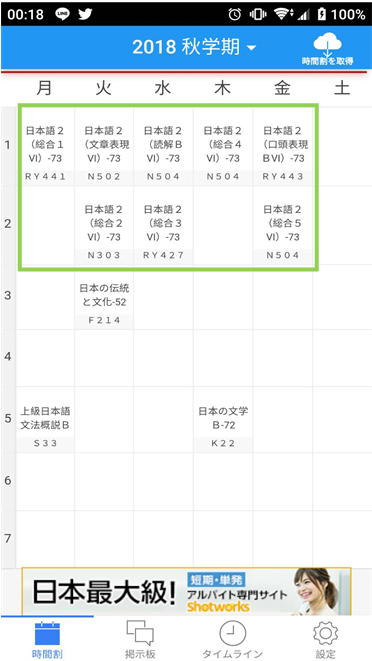 00:18 LINE 100%
2018 秋学期
時間割を取得
月 火 水 木 金 土
1
日本語２
（総合１
Ⅵ）-73
ＲＹ４４１
日本語２
（文章表現
Ⅵ）-73
Ｎ５０２
日本語２
（読解Ｂ
Ⅵ）-73
Ｎ５０４
日本語２
（総合４
Ⅵ）-73
Ｎ５０４
日本語２
（口頭表現
ＢⅥ）-73
ＲＹ４４３
2
日本語２
（総合２
Ⅵ）-73
Ｎ３０３
日本語２
（総合３
Ⅵ）-73
ＲＹ４２７
日本語２
（総合５
Ⅵ）-73
Ｎ５０４
3
日本の伝統
と文化-52
Ｆ２１４
4
5
上級日本語
文法概説Ｂ
Ｓ３３
日本の文学
Ｂ-72
Ｋ２２
6
7
日本最大級!
短期・単発
アルバイト専門サイト
Shotworks
時間割 掲示板 タイムライン 設定